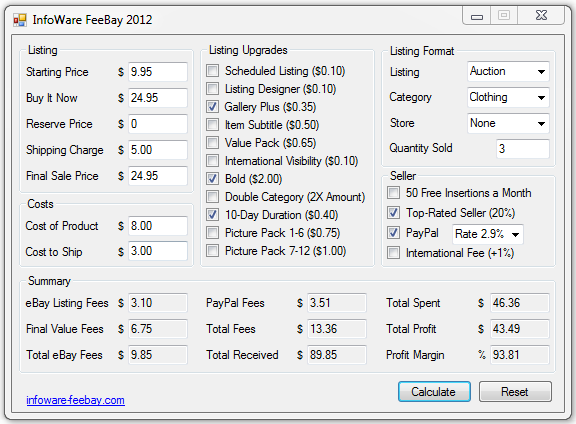 InfoWare FeeBay 2012
Listing
Starting Price $ 9.95
Buy It Now $ 24.95
Reserve Price $ 0
Shipping Charge $ 5.00
Final Sale Price $ 24.95
Costs
Cost of Product $ 8.00
Cost to Ship $ 3.00
Listing Upgrades
Scheduled Listing ($0.10)
Listing Designer ($0.10)
Gallery Plus ($0.35)
Item Subtitle ($0.50)
Value Pack ($0.65)
International Visibility ($0.10)
Bold ($2.00)
Double Category (2X Amount)
10-Day Duration ($0.40)
Picture Pack 1-6 ($0.75)
Picture Pack 7-12 ($1.00)
Listing Format
Listing Auction
Category Clothing
Store None
Quantity Sold 3
Seller
50 Free Insertions a Month
Top-Rated Seller (20%)
PayPal Rate 2.9%
International Fee (+1%)
Summary
eBay Listing Fees $ 3.10 PayPal Fees $ 3.51 Total Spent $ 46.36
Final Value Fees $ 6.75 Total Fees $ 13.36 Total Profit $ 43.49
Total eBay Fees $ 9.85 Total Received $ 89.85 Profit Margin % 93.81
infoware-feebay.com
Calculate Reset